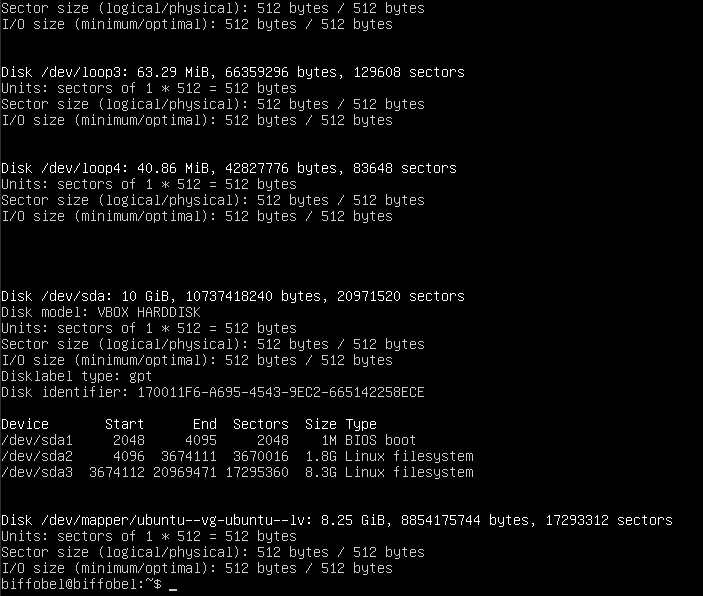 Sector size (logical/physical): 512 bytes / 512 bytes
I/O size (minimum/optimal): 512 bytes / 512 bytes
Disk /dev/loop3: 63.29 MiB, 66359296 bytes, 129608 sectors
Units: sectors of 1 * 512 = 512 bytes
Sector size (logical/physical): 512 bytes / 512 bytes
I/O size (minimum/optimal): 512 bytes / 512 bytes
Disk /dev/loop4: 40.86 MiB, 42827776 bytes, 83648 sectors
Units: sectors of 1 * 512 = 512 bytes
Sector size (logical/physical): 512 bytes / 512 bytes
I/O size (minimum/optimal): 512 bytes / 512 bytes
Disk /dev/sda: 10 GiB, 10737418240 bytes, 20971520 sectors
Disk model: VBOX HARDDISK
Units: sectors of 1 * 512 = 512 bytes
Sector size (logical/physical): 512 bytes / 512 bytes
I/O size (minimum/optimal): 512 bytes / 512 bytes
Disklabel type: gpt
Disk identifier: 170011F6-A695-4543-9EC2-665142258ECE
Device       Start      End  Sectors  Size Type
/dev/sda1     2048     4095     2048    1M BIOS boot
/dev/sda2     4096  3674111  3670016  1.8G Linux filesystem
/dev/sda3  3674112 20969471 17295360  8.3G Linux filesystem
Disk /dev/mapper/ubuntu--vg-ubuntu--lv: 8.25 GiB, 8854175744 bytes, 17293312 sectors
Units: sectors of 1 * 512 = 512 bytes
Sector size (logical/physical): 512 bytes / 512 bytes
I/O size (minimum/optimal): 512 bytes / 512 bytes
biffobel@biffobel:~$ _